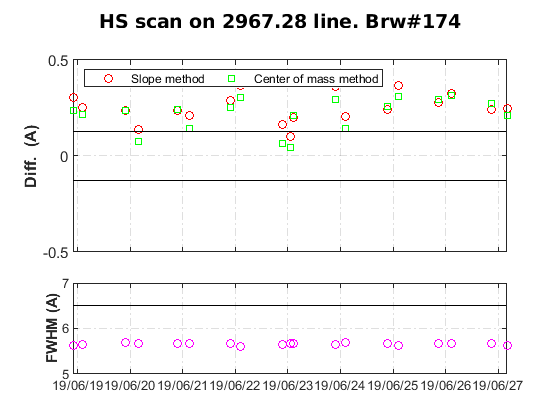 HS scan on 2967.28 line. Brw#174
0.5
Slope method
Center of mass method
Diff. (A)
0
-0.5
7
FWHM (A)
6
5
19/06/19 19/06/20 19/06/21 19/06/22 19/06/23 19/06/24 19/06/25 19/06/26 19/06/27